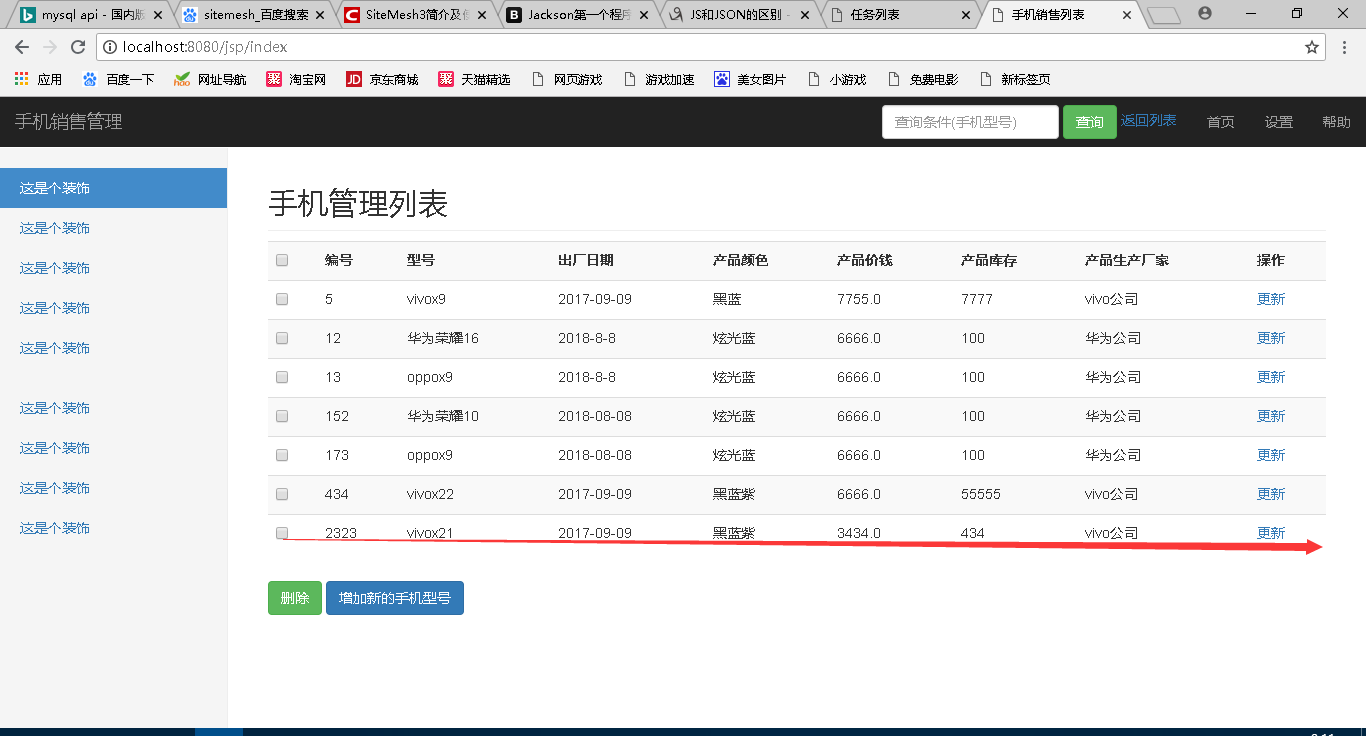 mysql api - 国内版
sitemesh_百度搜索
SiteMesh3简介及使
Jackson第一个程序
JS和JSON的区别 -
任务列表
手机销售列表
localhost:8080/jsp/index
应用 百度一下 网址导航 淘宝网 京东商城 天猫精选 网页游戏 游戏加速 美女图片 小游戏 免费电影 新标签页
手机销售管理 查询条件(手机型号) 查询 返回列表 首页 设置 帮助
这是个装饰
这是个装饰
这是个装饰
这是个装饰
这是个装饰
这是个装饰
这是个装饰
这是个装饰
这是个装饰
手机管理列表
编号 型号 出厂日期 产品颜色 产品价钱 产品库存 产品生产厂家 操作
5 vivox9 2017-09-09 黑蓝 7755.0 7777 vivo公司 更新
12 华为荣耀16 2018-8-8 炫光蓝 6666.0 100 华为公司 更新
13 oppox9 2018-8-8 炫光蓝 6666.0 100 华为公司 更新
152 华为荣耀10 2018-08-08 炫光蓝 6666.0 100 华为公司 更新
173 oppox9 2018-08-08 炫光蓝 6666.0 100 华为公司 更新
434 vivox22 2017-09-09 黑蓝紫 6666.0 55555 vivo公司 更新
2323 vivox21 2017-09-09 黑蓝紫 3434.0 434 vivo公司 更新
删除 增加新的手机型号